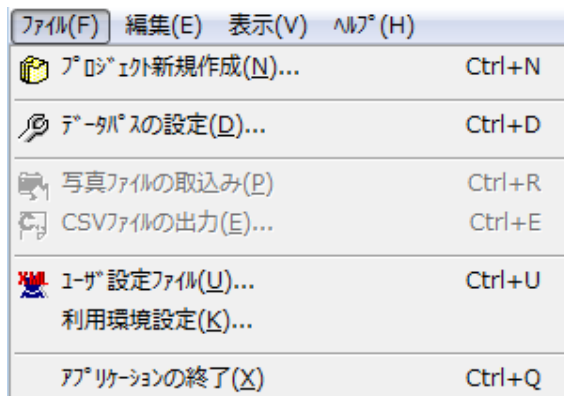 ﾌｧｲﾙ(F) 編集(E) 表示(V) ﾍﾙﾌﾟ(H)
ﾌﾟﾛｼﾞｪｸﾄ新規作成(N)... Ctrl+N
ﾃﾞｰﾀﾊﾟｽの設定(D)... Ctrl+D
写真ﾌｧｲﾙの取込み(P) Ctrl+R
CSVﾌｧｲﾙの出力(E)... Ctrl+E
XML ﾕｰｻﾞ設定ﾌｧｲﾙ(U)... Ctrl+U
利用環境設定(K)...
ｱﾌﾟﾘｹｰｼｮﾝの終了(X) Ctrl+Q